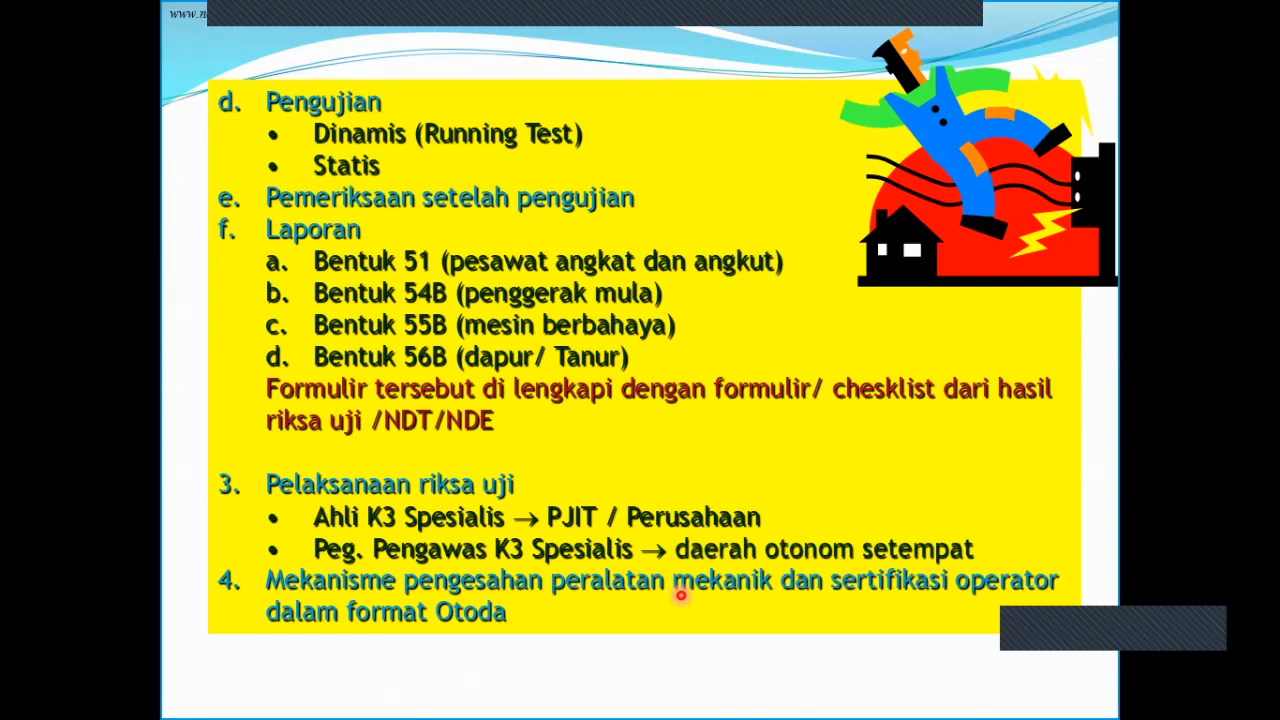 www.n
d. Pengujian
• Dinamis (Running Test)
• Statis
e. Pemeriksaan setelah pengujian
f. Laporan
a. Bentuk 51 (pesawat angkat dan angkut)
b. Bentuk 54B (penggerak mula)
c. Bentuk 55B (mesin berbahaya)
d. Bentuk 56B (dapur/ Tanur)
Formulir tersebut di lengkapi dengan formulir/ chesklist dari hasil
riksa uji /NDT/NDE
3. Pelaksanaan riksa uji
• Ahli K3 Spesialis → PJIT / Perusahaan
• Peg. Pengawas K3 Spesialis → daerah otonom setempat
4. Mekanisme pengesahan peralatan mekanik dan sertifikasi operator
dalam format Otoda